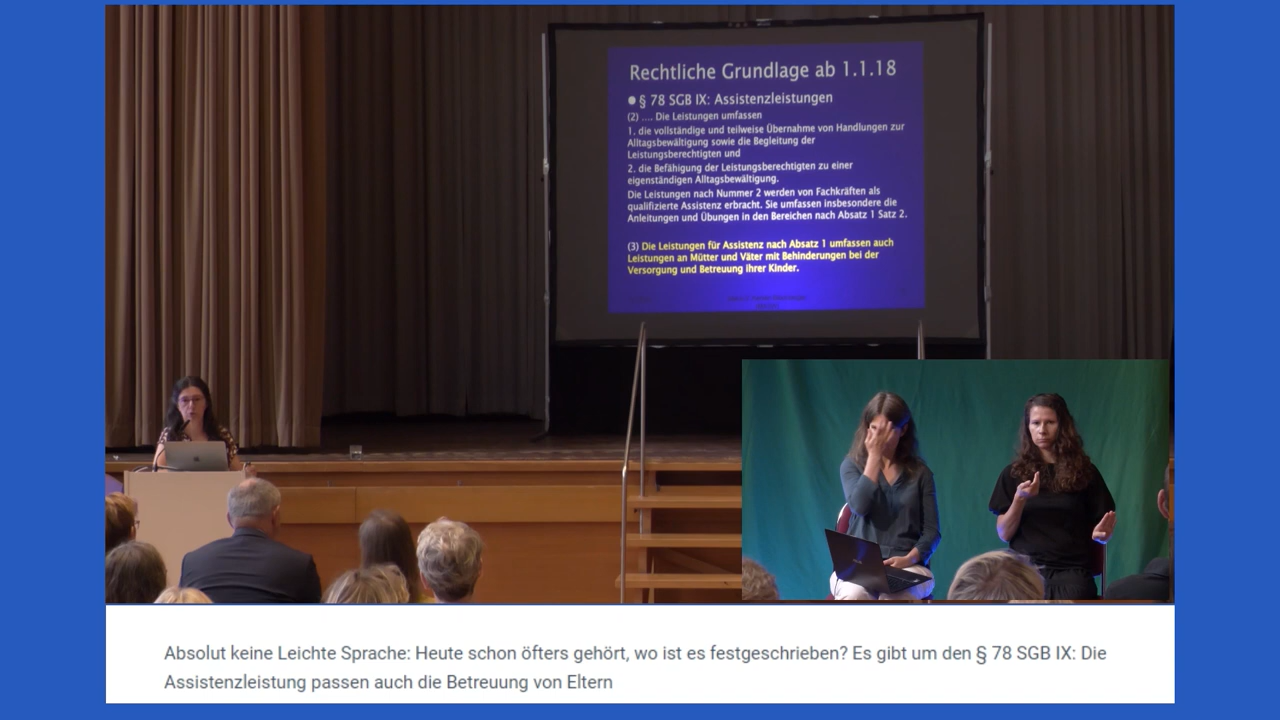 Rechtliche Grundlage ab 1.1.18
● § 78 SGB IX: Assistenzleistungen
(2) .... Die Leistungen umfassen
1. die vollständige und teilweise Übernahme von Handlungen zur
Alltagsbewältigung sowie die Begleitung der
Leistungsberechtigten und
2. die Befähigung der Leistungsberechtigten zu einer
eigenständigen Alltagsbewältigung.
Die Leistungen nach Nummer 2 werden von Fachkräften als
qualifizierte Assistenz erbracht. Sie umfassen insbesondere die
Anleitungen und Übungen in den Bereichen nach Absatz 1 Satz 2.
(3) Die Leistungen für Assistenz nach Absatz 1 umfassen auch
Leistungen an Mütter und Väter mit Behinderungen bei der
Versorgung und Betreuung ihrer Kinder.
Absolut keine Leichte Sprache: Heute schon öfters gehört, wo ist es festgeschrieben? Es gibt um den § 78 SGB IX: Die
Assistenzleistung passen auch die Betreuung von Eltern